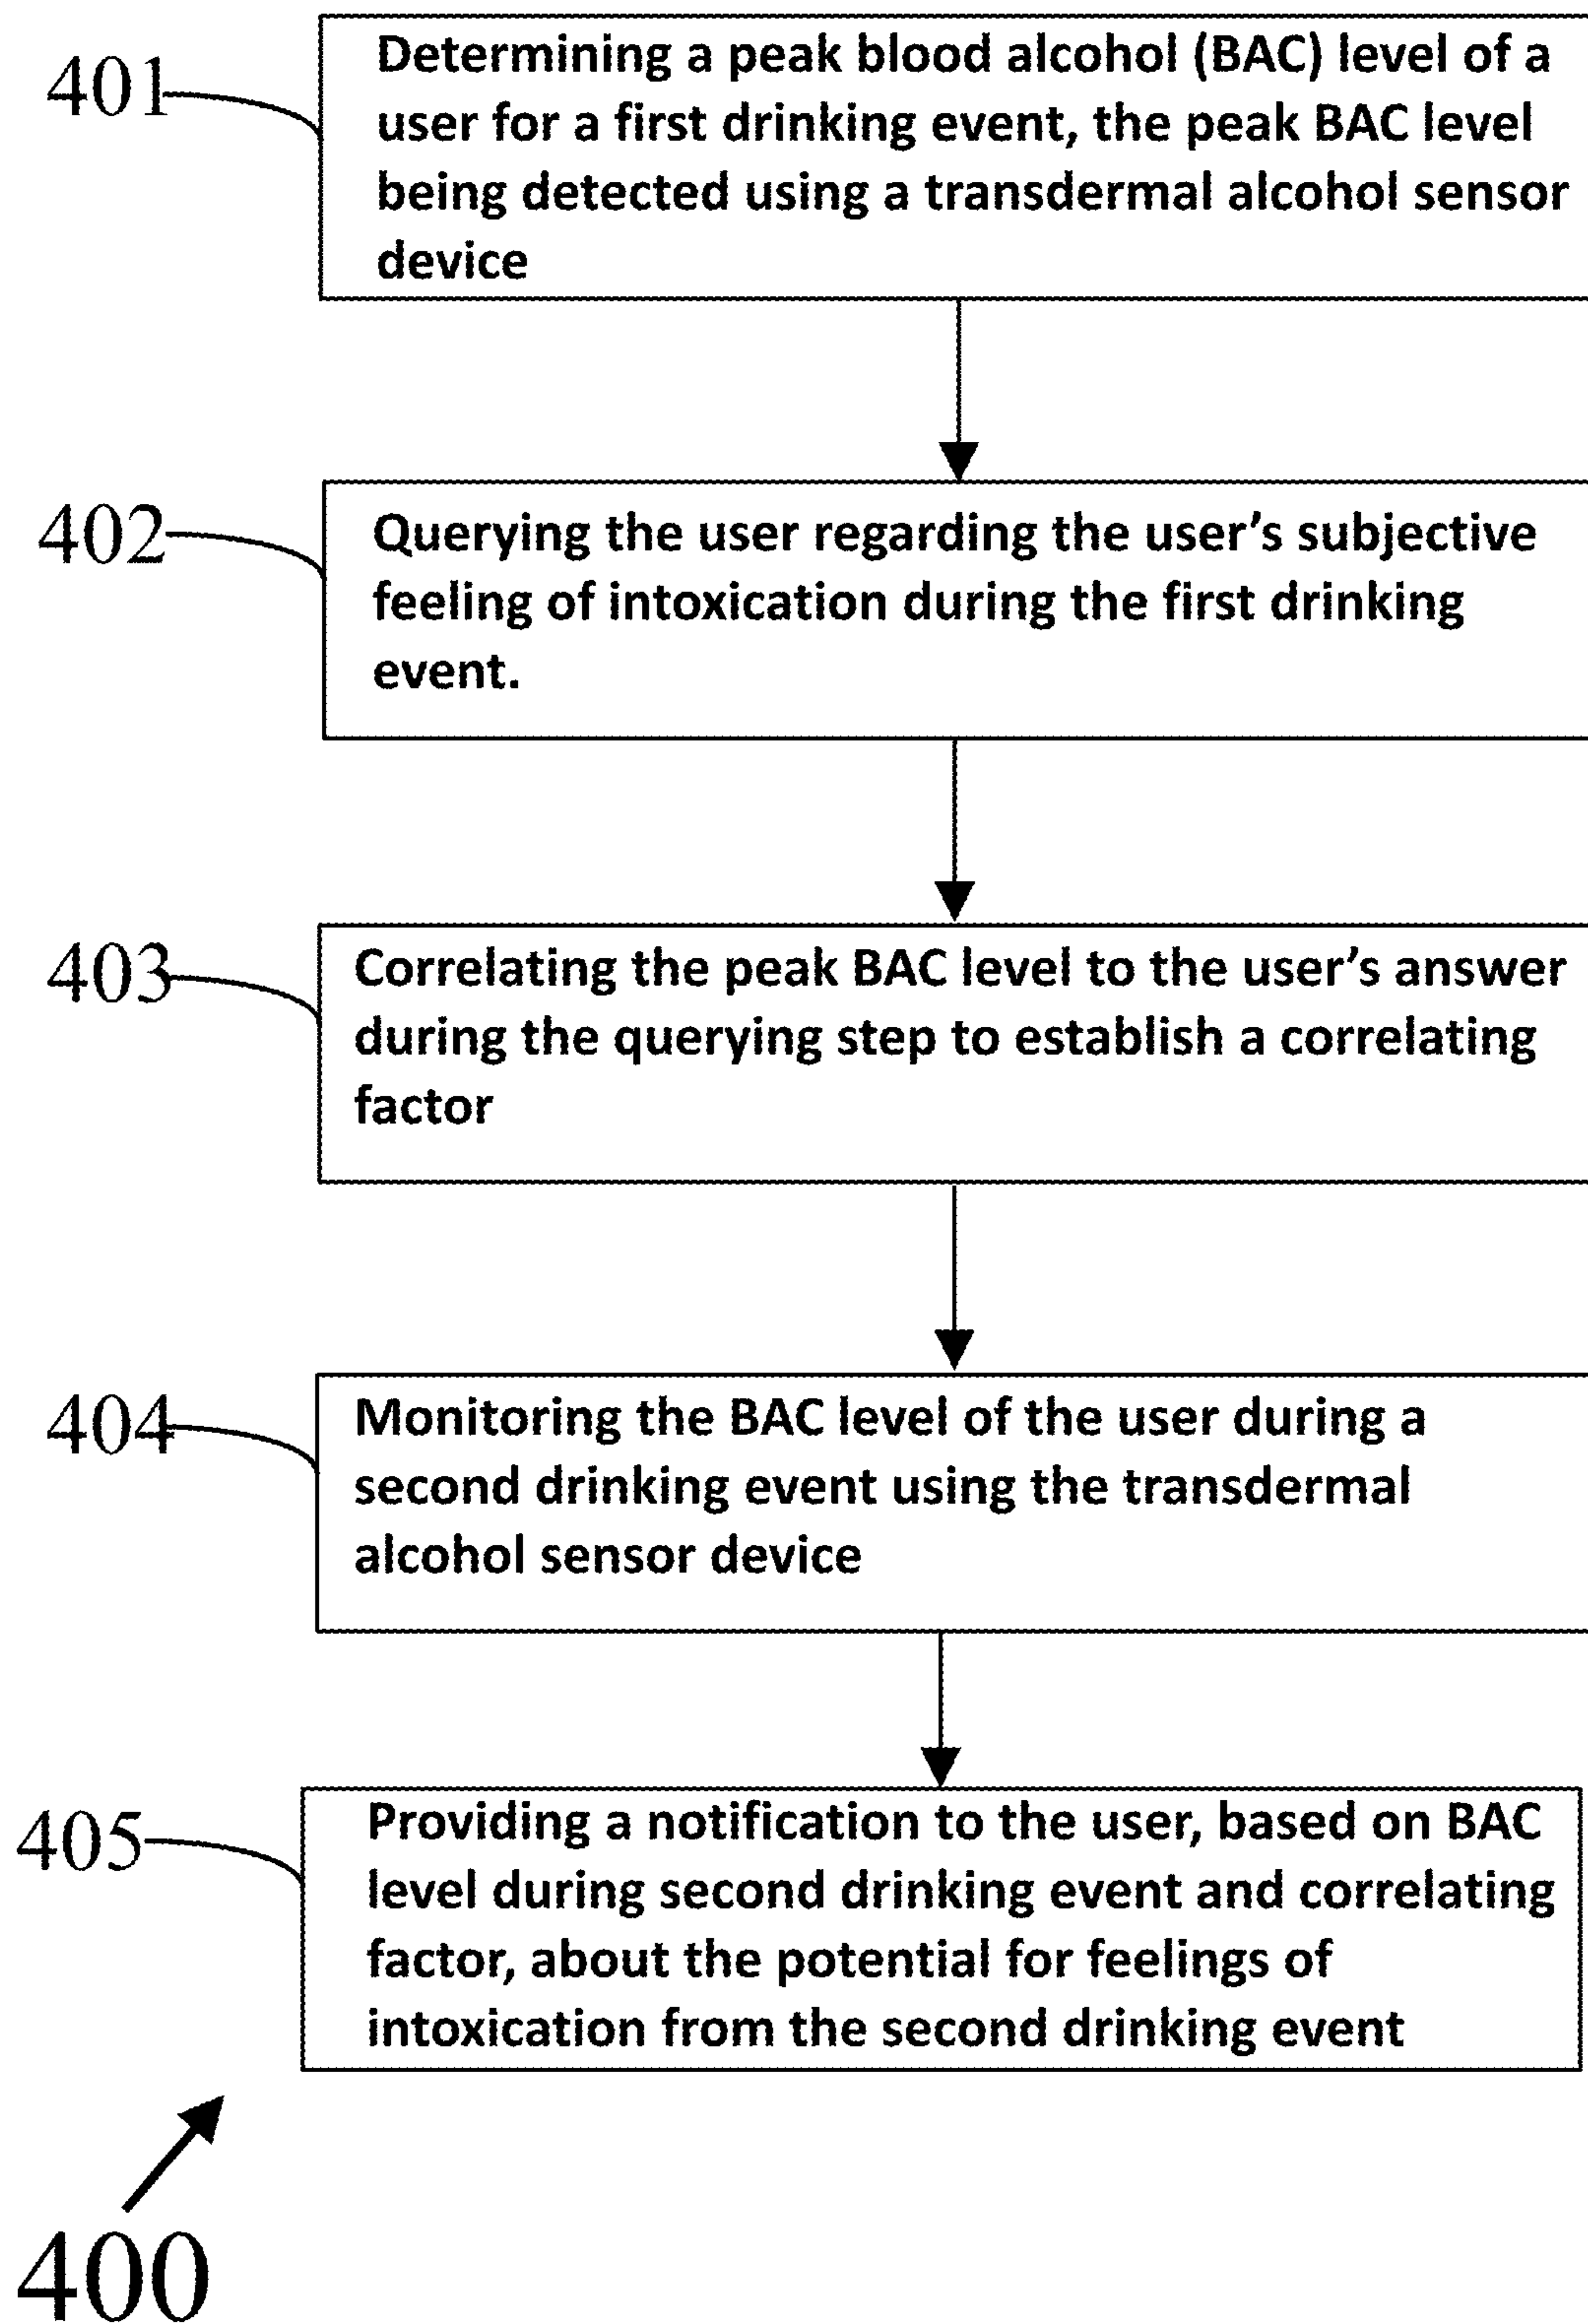 401
Determining a peak blood alcohol (BAC) level of a
user for a first drinking event, the peak BAC level
being detected using a transdermal alcohol sensor
device
402
Querying the user regarding the user’s subjective
feeling of intoxication during the first drinking
event.
403
Correlating the peak BAC level to the user’s answer
during the querying step to establish a correlating
factor
404
Monitoring the BAC level of the user during a
second drinking event using the transdermal
alcohol sensor device
405
Providing a notification to the user, based on BAC
level during second drinking event and correlating
factor, about the potential for feelings of
intoxication from the second drinking event
400